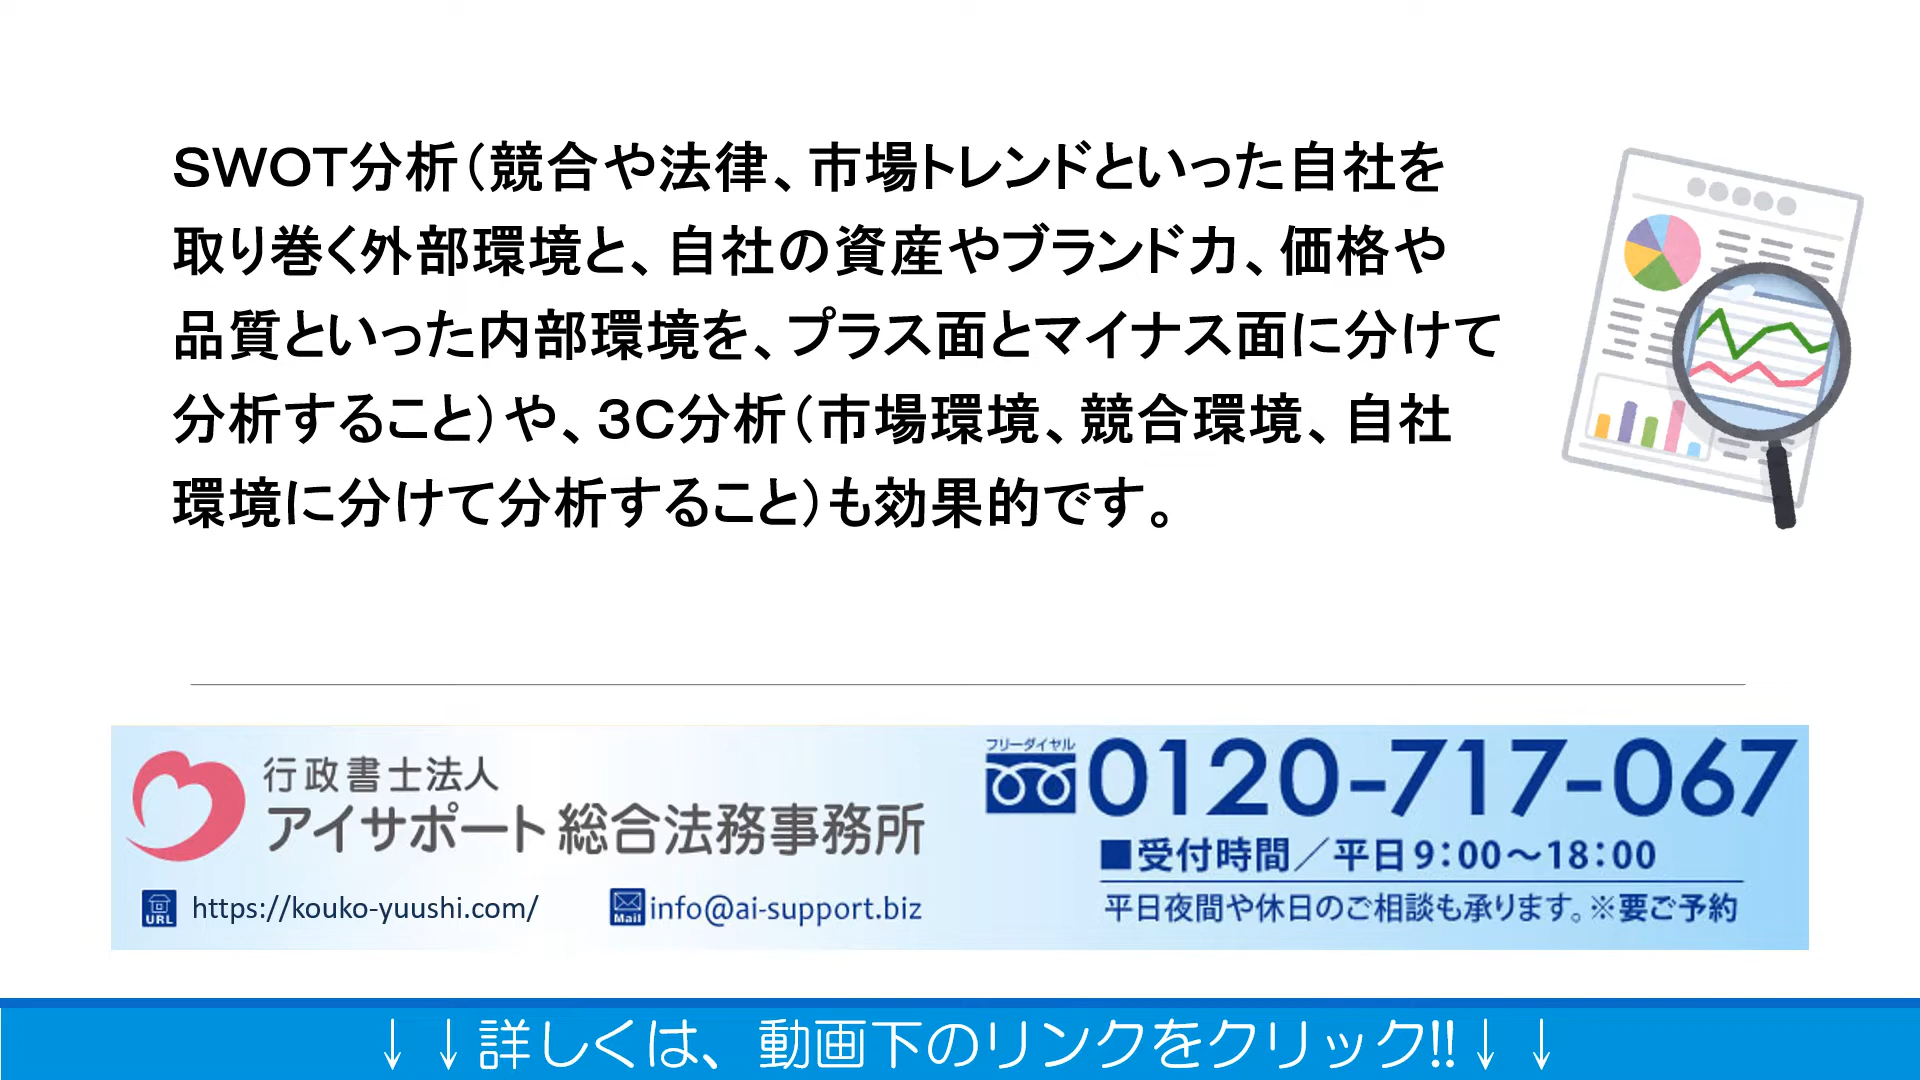 SWOT分析(競合や法律、市場トレンドといった自社を
取り巻く外部環境と、自社の資産やブランド力、価格や
品質といった内部環境を、プラス面とマイナス面に分けて
分析すること)や、3C分析(市場環境、競合環境、自社
環境に分けて分析すること)も効果的です。
行政書士法人
アイサポート総合法務事務所
URL https://kouko-yuushi.com/
Mail info@ai-support.biz
フリーダイヤル
0120-717-067
■受付時間/平日9:00~18:00
平日夜間や休日のご相談も承ります。※要ご予約
↓↓詳しくは、動画下のリンクをクリック!!↓↓